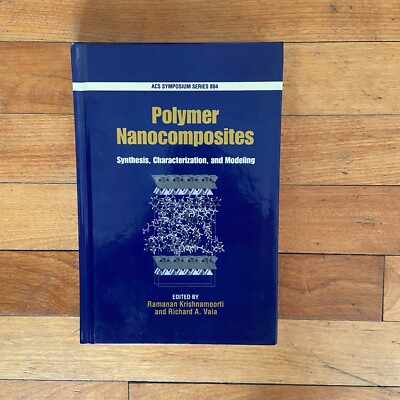 ACS SYMPOSIUM SERIES 804
Polymer
Nanocomposites
Synthesis, Characterization, and Modeling
EDITED BY
Ramanan Krishnamoorti
and Richard A. Vaia